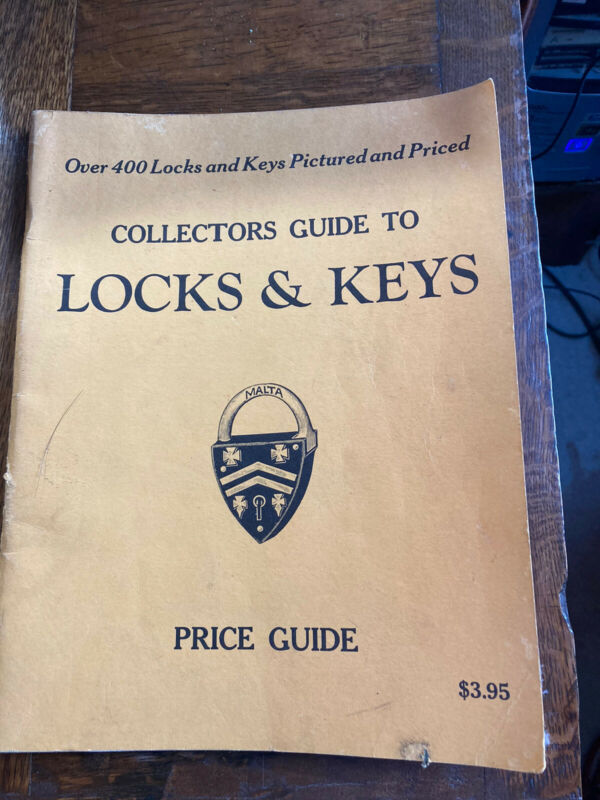 Over 400 Locks and Keys Pictured and Priced
COLLECTORS GUIDE TO
LOCKS & KEYS
MALTA
PRICE GUIDE
$3.95